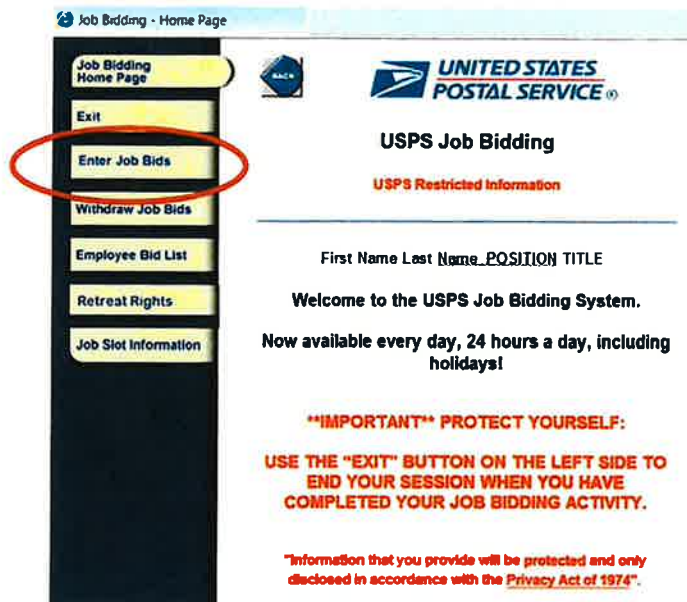 Job Bidding - Home Page
Job Bidding
Home Page
Exit
Enter Job Bids
Withdraw Job Bids
Employee Bid List
Retreat Rights
Job Slot Information
BACK
UNITED STATES
POSTAL SERVICE ®
USPS Job Bidding
USPS Restricted Information
First Name Last Name POSITION TITLE
Welcome to the USPS Job Bidding System.
Now available every day, 24 hours a day, including
holidays!
**IMPORTANT** PROTECT YOURSELF:
USE THE "EXIT" BUTTON ON THE LEFT SIDE TO
END YOUR SESSION WHEN YOU HAVE
COMPLETED YOUR JOB BIDDING ACTIVITY.
"Information that you provide will be protected and only
disclosed in accordance with the Privacy Act of 1974".